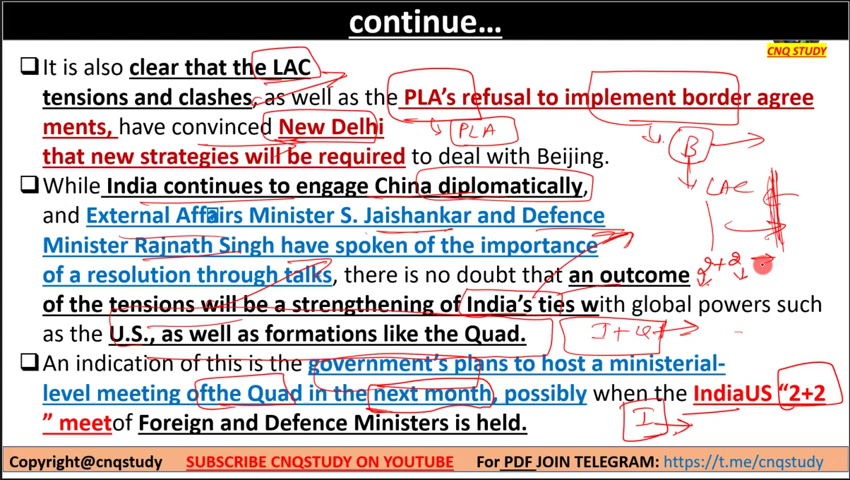 continue...
CNQ STUDY
It is also clear that the LAC
tensions and clashes, as well as the PLA's refusal to implement border agree
ments, have convinced New Delhi
PLA
that new strategies will be required to deal with Beijing.
B
While India continues to engage China diplomatically,
LAC
and External Affairs Minister S. Jaishankar and Defence
Minister Rajnath Singh have spoken of the importance
of a resolution through talks, there is no doubt that an outcome
2+2
of the tensions will be a strengthening of India's ties with global powers such
as the U.S., as well as formations like the Quad.
An indication of this is the government's plans to host a ministerial-
level meeting ofthe Quad in the next month, possibly when the IndiaUS "2+2
" meetof Foreign and Defence Ministers is held.
I
Copyright@cnqstudy SUBSCRIBE CNQSTUDY ON YOUTUBE For PDF JOIN TELEGRAM: https://t.me/cnqstudy